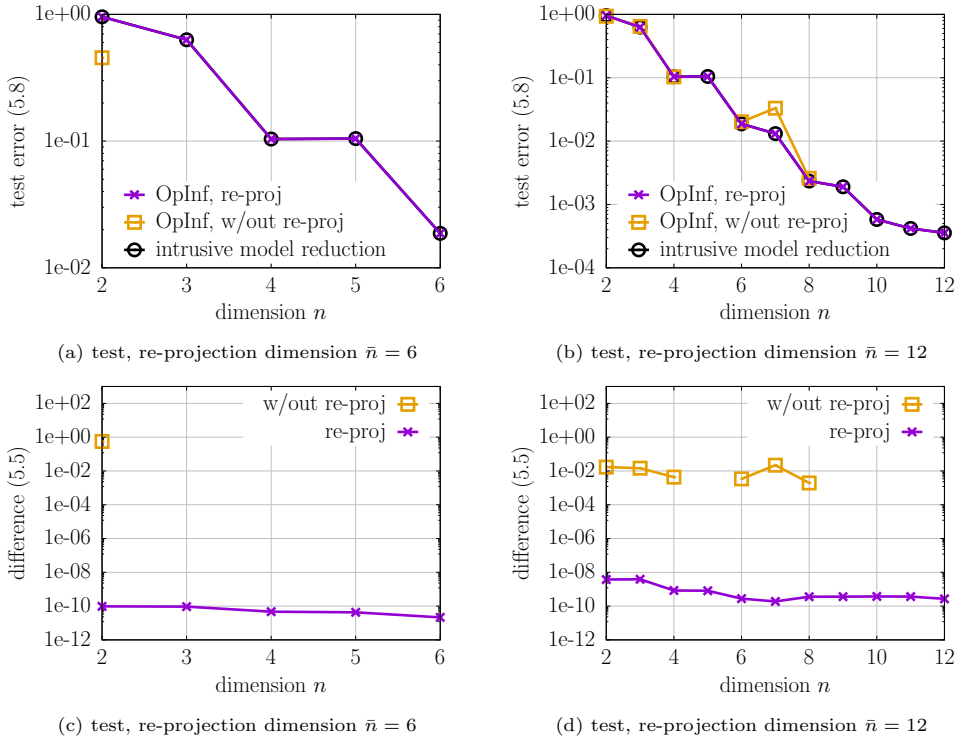 1e+00
1e-01
1e-02
test error (5.8)
OpInf, re-proj
OpInf, w/out re-proj
intrusive model reduction
2 3 4 5 6
dimension n
(a) test, re-projection dimension n̄ = 6
1e+00
1e-01
1e-02
1e-03
1e-04
test error (5.8)
OpInf, re-proj
OpInf, w/out re-proj
intrusive model reduction
2 4 6 8 10 12
dimension n
(b) test, re-projection dimension n̄ = 12
1e+02
1e+00
1e-02
1e-04
1e-06
1e-08
1e-10
1e-12
difference (5.5)
w/out re-proj
re-proj
2 3 4 5 6
dimension n
(c) test, re-projection dimension n̄ = 6
1e+02
1e+00
1e-02
1e-04
1e-06
1e-08
1e-10
1e-12
difference (5.5)
w/out re-proj
re-proj
2 4 6 8 10 12
dimension n
(d) test, re-projection dimension n̄ = 12